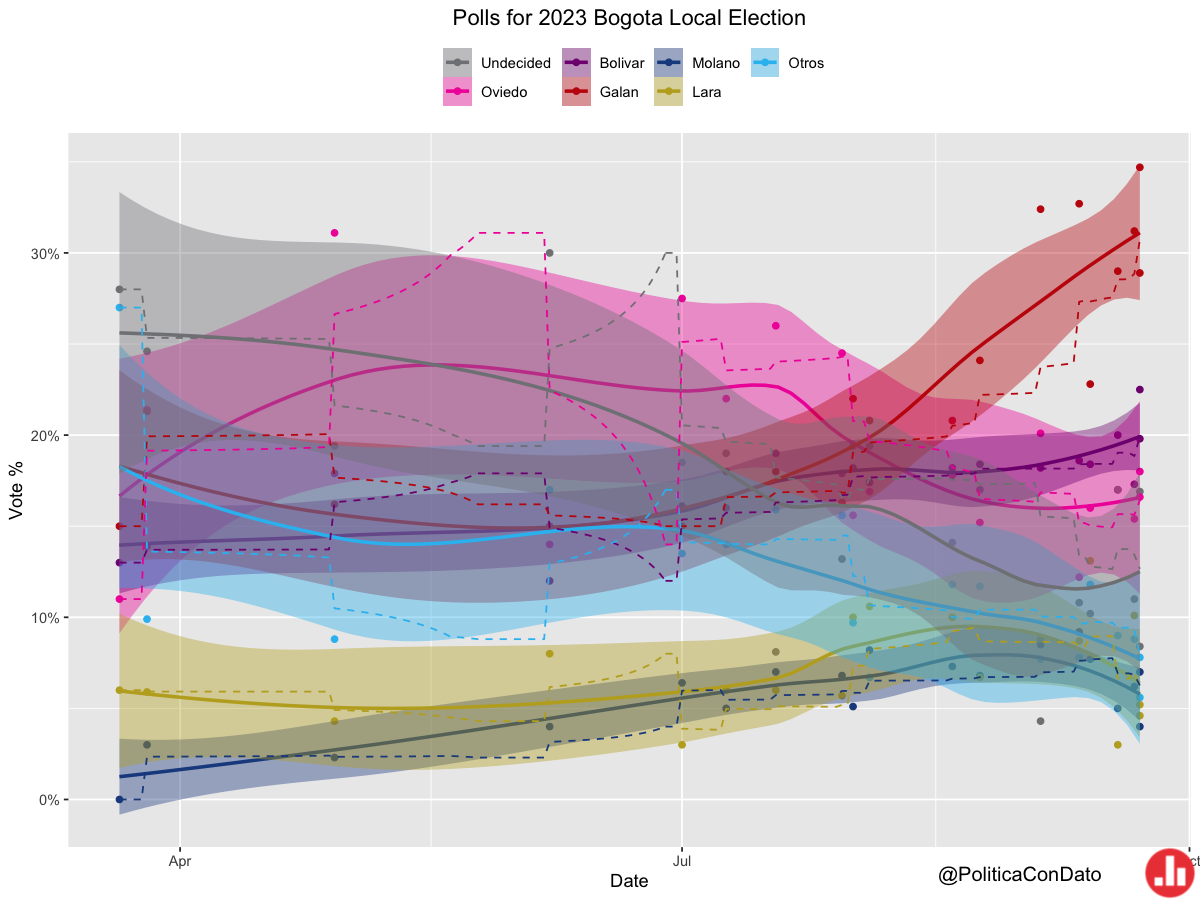 Polls for 2023 Bogota Local Election
Undecided Bolivar Molano Otros
Oviedo Galan Lara
Vote %
30%
20%
10%
0%
Apr Jul ct
Date
@PoliticaConDato